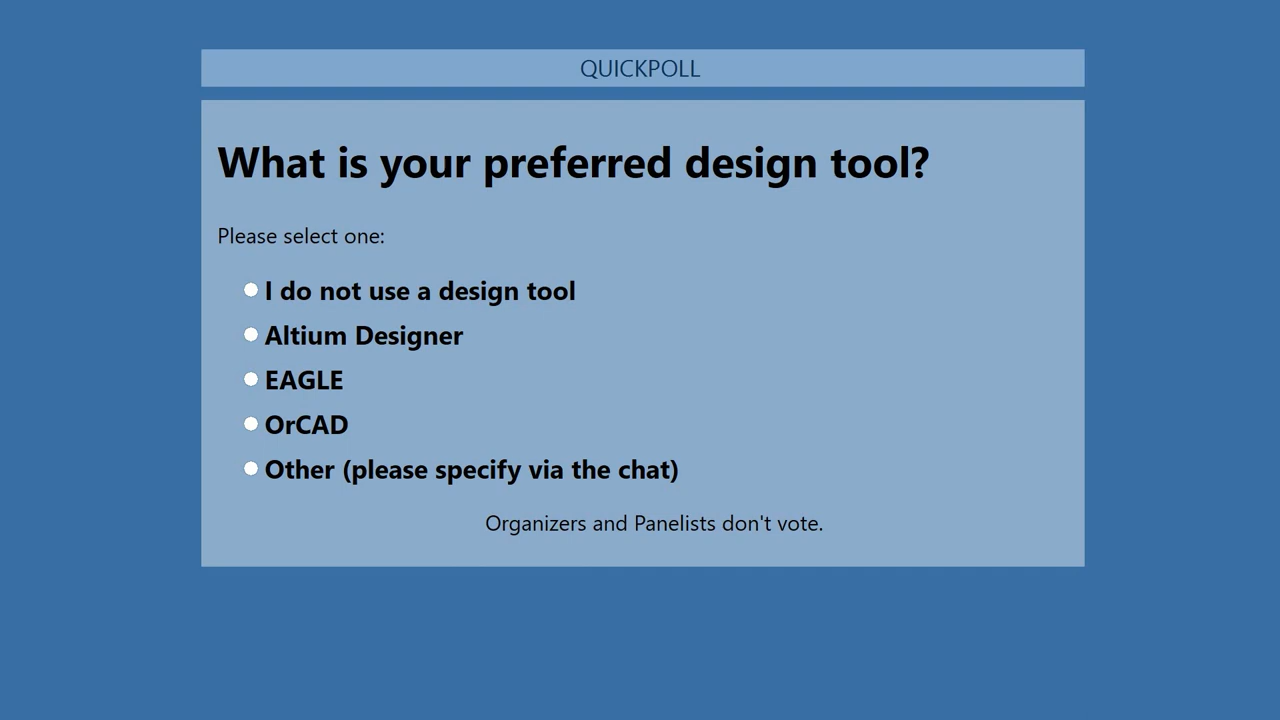 QUICKPOLL
What is your preferred design tool?
Please select one:
I do not use a design tool
Altium Designer
EAGLE
OrCAD
Other (please specify via the chat)
Organizers and Panelists don't vote.